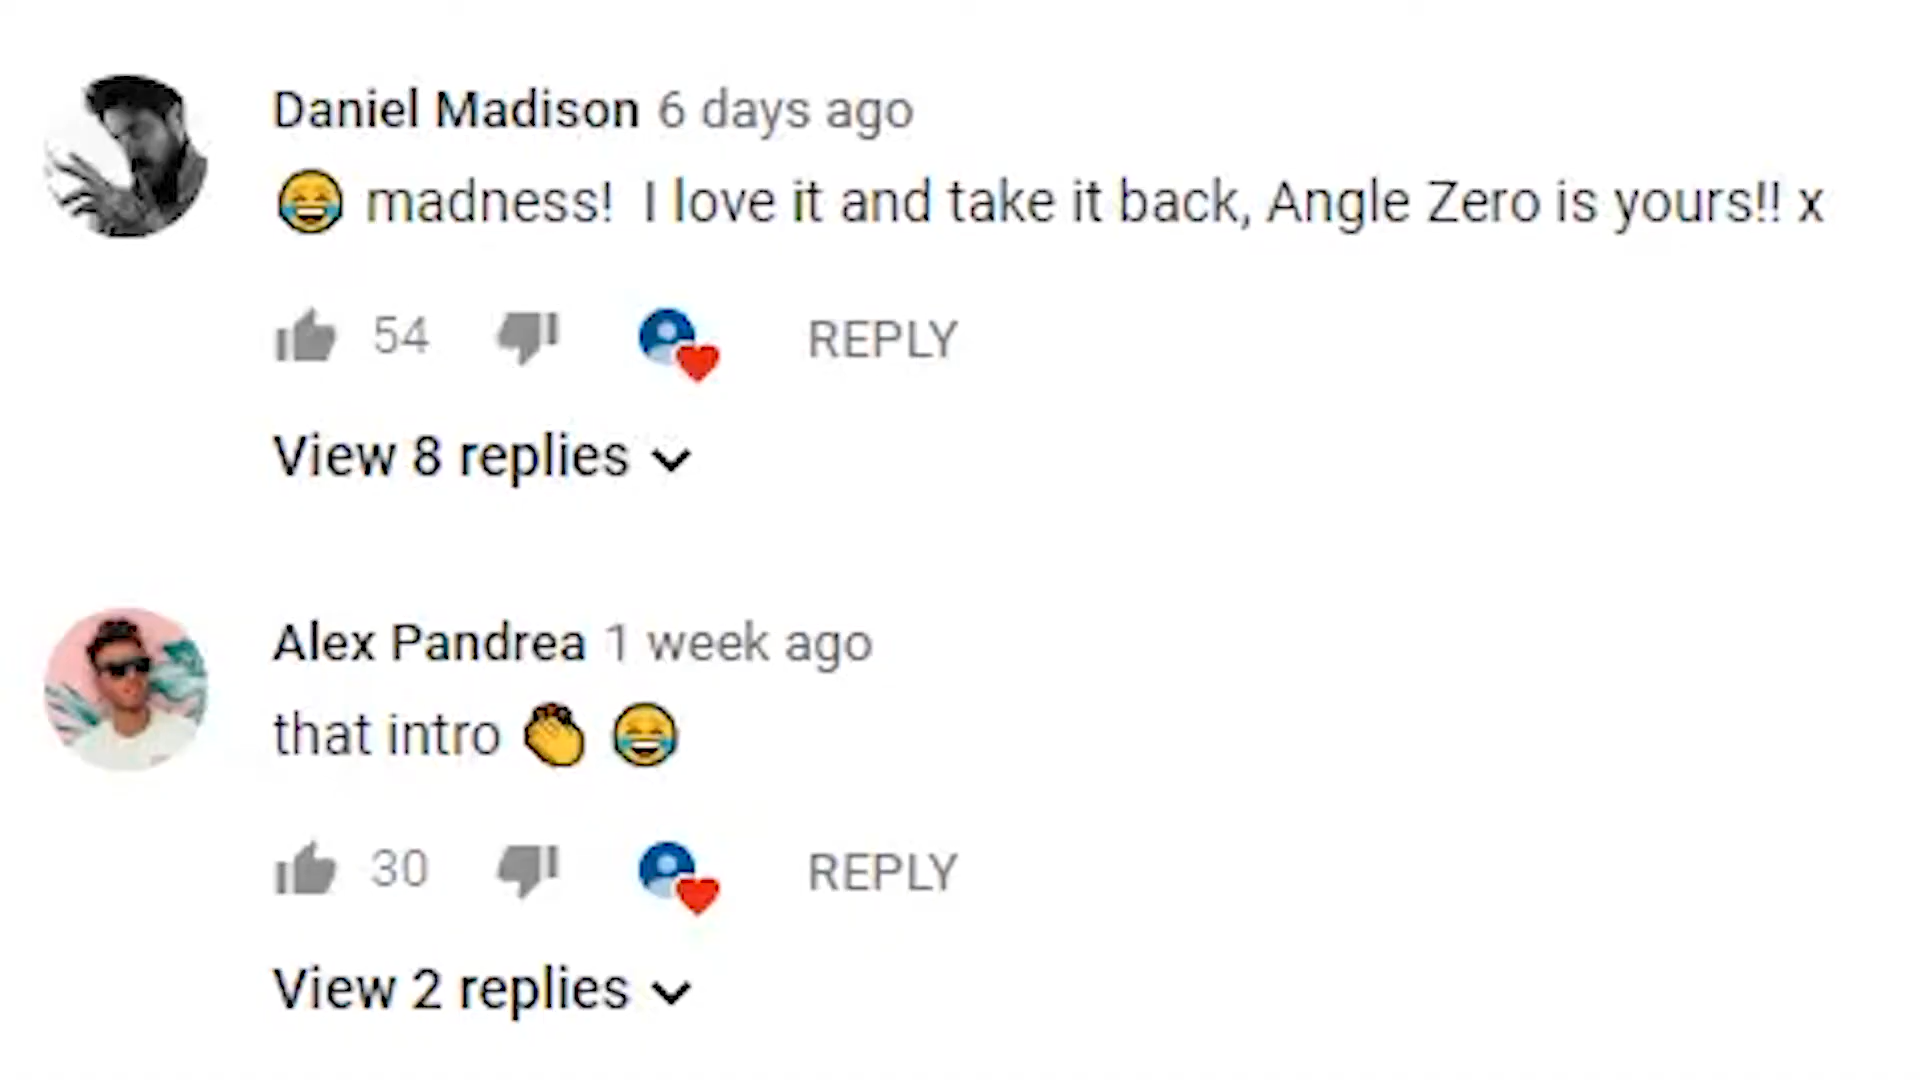 Daniel Madison 6 days ago
😂 madness!  I love it and take it back, Angle Zero is yours!! x
54 REPLY
View 8 replies
Alex Pandrea 1 week ago
that intro 👏 😂
30 REPLY
View 2 replies